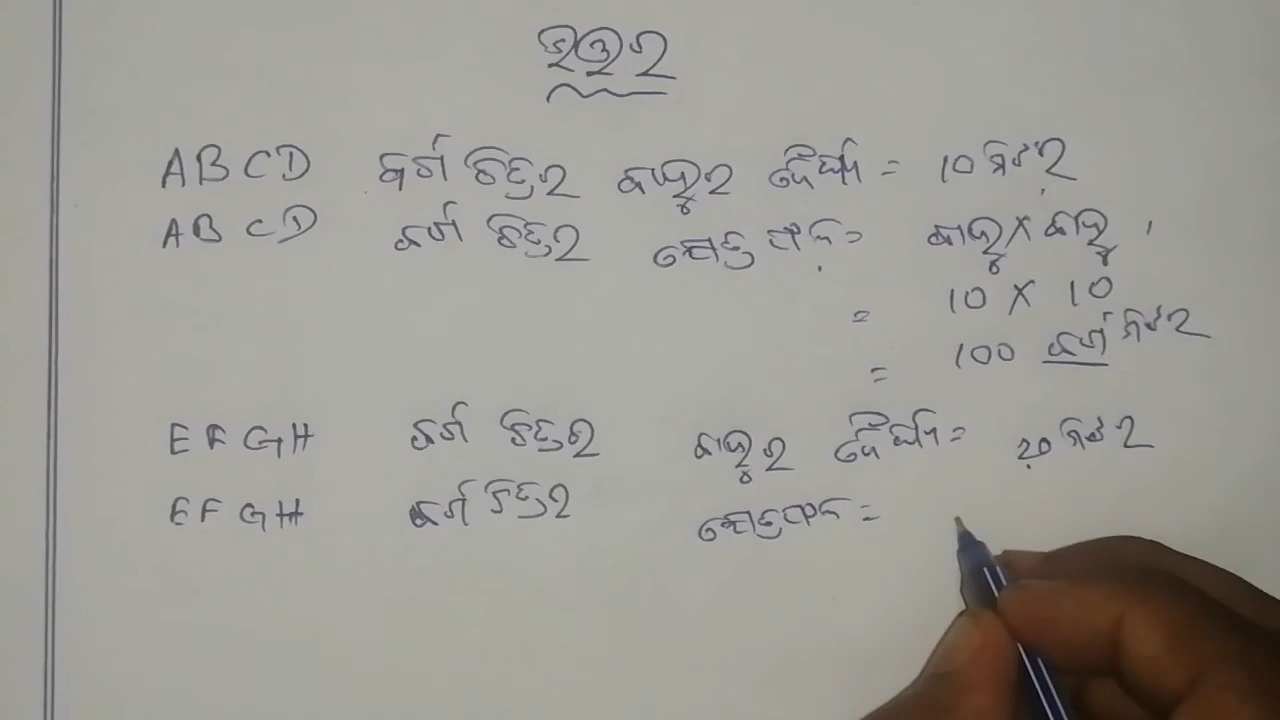 ଉତ୍ତର
ABCD ବର୍ଗ ଚିତ୍ରର ବାହୁର ଦୈର୍ଘ୍ୟ = 10 ମିଟର
ABCD ବର୍ଗ ଚିତ୍ରର କ୍ଷେତ୍ରଫଳ = ବାହୁ X ବାହୁ
= 10 X 10
= 100 ବର୍ଗ ମିଟର
EFGH ବର୍ଗ ଚିତ୍ରର ବାହୁର ଦୈର୍ଘ୍ୟ = 20 ମିଟର
EFGH ବର୍ଗ ଚିତ୍ରର କ୍ଷେତ୍ରଫଳ =